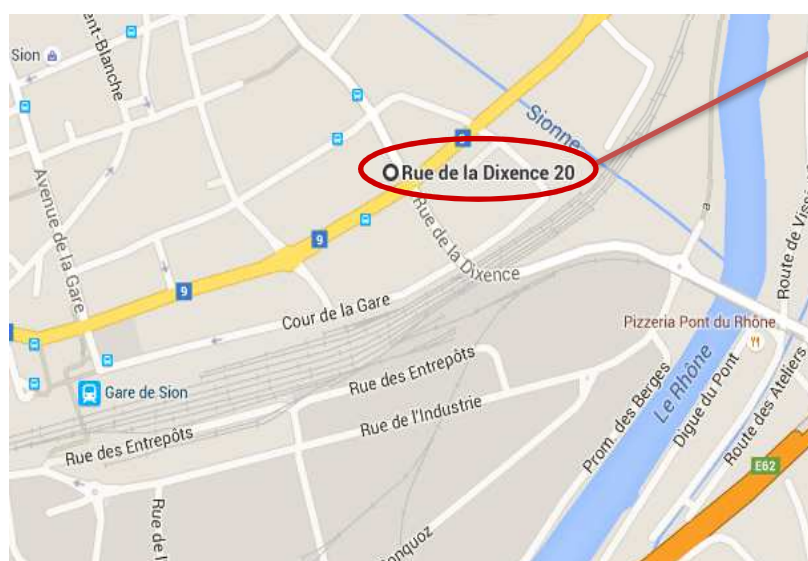 Sion
ent-Blanche
Sionne
Rue de la Dixence 20
Avenue de la Gare
Rue de la Dixence
9
9
a
Route de Viss
Cour de la Gare
Pizzeria Pont du Rhône
Gare de Sion
Rue des Entrepôts
Rue de l'Industrie
Rue des Entrepôts
Prom. des Berges
Le Rhône
Digue du Pont
Route des Ateliers
E62
Rue de l'
onquoz